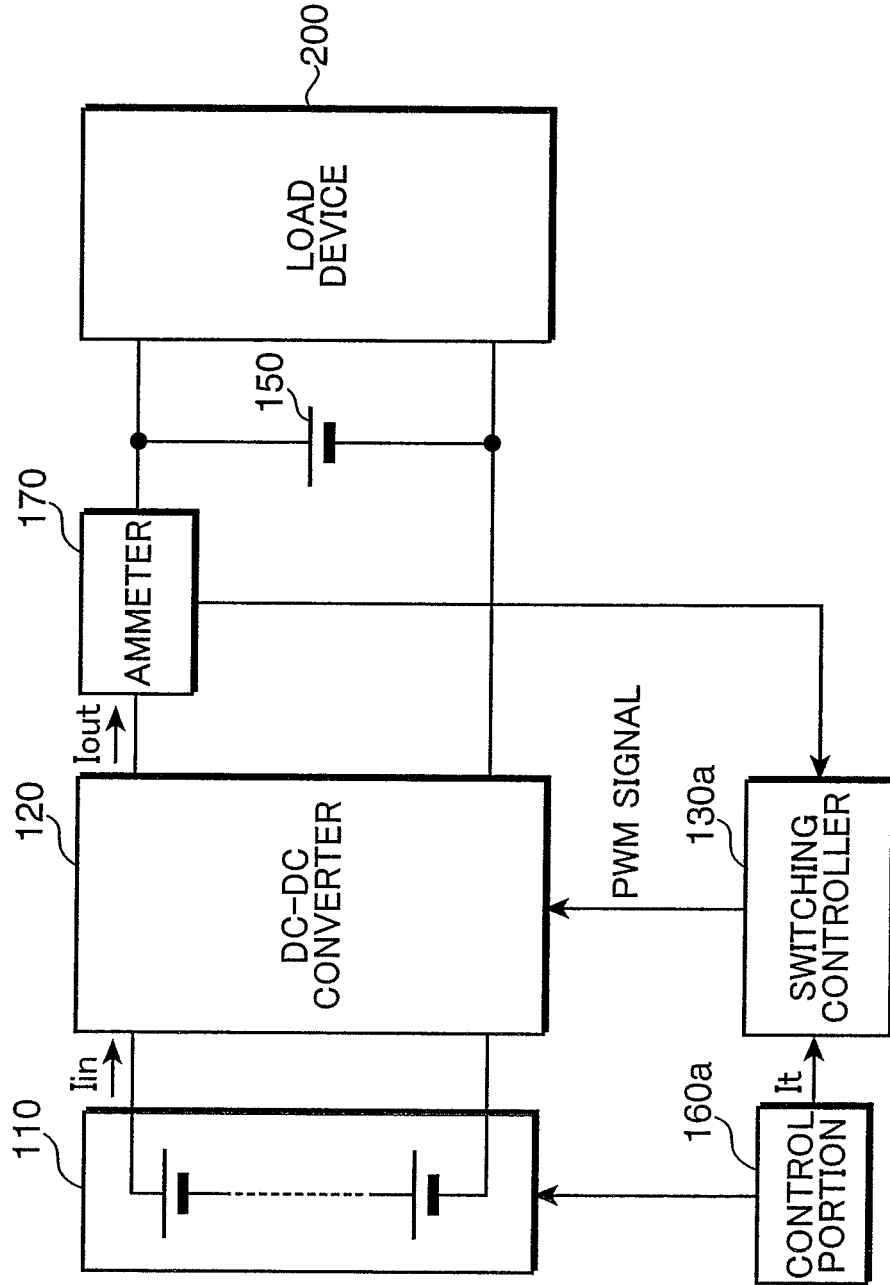 110
Iin
120
Iout
170
150
200
DC-DC
CONVERTER
AMMETER
LOAD
DEVICE
160a
It
PWM SIGNAL
130a
CONTROL
PORTION
SWITCHING
CONTROLLER